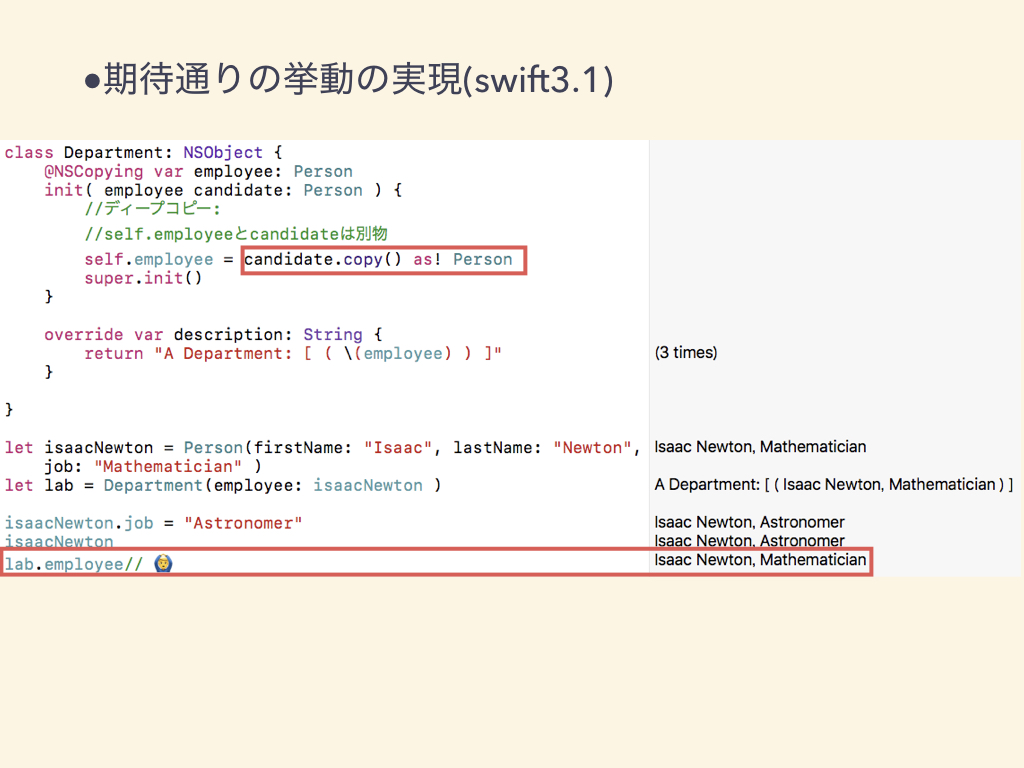 ●期待通りの挙動の実現(swift3.1)
class Department: NSObject {
@NSCopying var employee: Person
init( employee candidate: Person ) {
//ディープコピー:
//self.employeeとcandidateは別物
self.employee = candidate.copy() as! Person
super.init()
}
override var description: String {
return "A Department: [ ( \(employee) ) ]"
(3 times)
}
}
let isaacNewton = Person(firstName: "Isaac", lastName: "Newton",
Isaac Newton, Mathematician
job: "Mathematician" )
let lab = Department(employee: isaacNewton )
A Department: [ ( Isaac Newton, Mathematician ) ]
isaacNewton.job = "Astronomer"
Isaac Newton, Astronomer
isaacNewton
Isaac Newton, Astronomer
lab.employee// 🙆
Isaac Newton, Mathematician